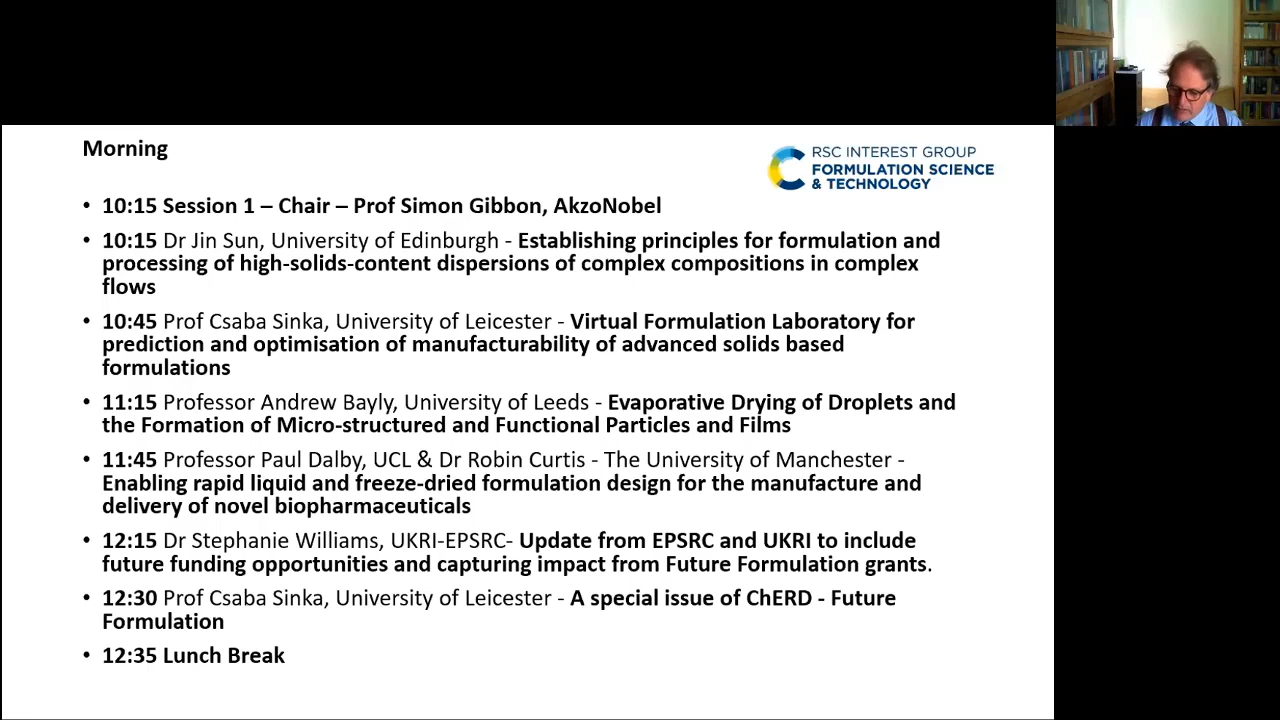 Morning
RSC INTEREST GROUP
FORMULATION SCIENCE
& TECHNOLOGY
• 10:15 Session 1 – Chair – Prof Simon Gibbon, AkzoNobel
• 10:15 Dr Jin Sun, University of Edinburgh - Establishing principles for formulation and
processing of high-solids-content dispersions of complex compositions in complex
flows
• 10:45 Prof Csaba Sinka, University of Leicester - Virtual Formulation Laboratory for
prediction and optimisation of manufacturability of advanced solids based
formulations
• 11:15 Professor Andrew Bayly, University of Leeds - Evaporative Drying of Droplets and
the Formation of Micro-structured and Functional Particles and Films
• 11:45 Professor Paul Dalby, UCL & Dr Robin Curtis - The University of Manchester -
Enabling rapid liquid and freeze-dried formulation design for the manufacture and
delivery of novel biopharmaceuticals
• 12:15 Dr Stephanie Williams, UKRI-EPSRC- Update from EPSRC and UKRI to include
future funding opportunities and capturing impact from Future Formulation grants.
• 12:30 Prof Csaba Sinka, University of Leicester - A special issue of ChERD - Future
Formulation
• 12:35 Lunch Break